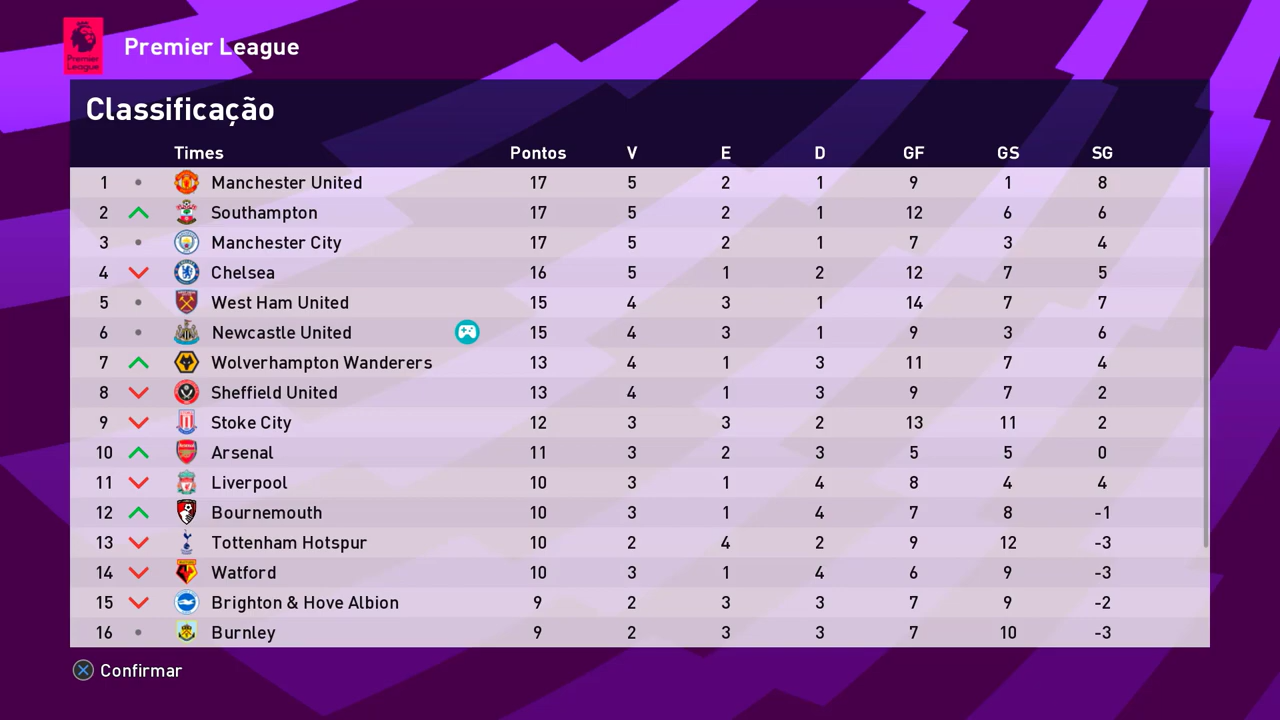 Premier League
Premier League
Classificação
Times Pontos V E D GF GS SG
1 Manchester United 17 5 2 1 9 1 8
2 Southampton 17 5 2 1 12 6 6
3 Manchester City 17 5 2 1 7 3 4
4 Chelsea 16 5 1 2 12 7 5
5 West Ham United 15 4 3 1 14 7 7
6 Newcastle United 15 4 3 1 9 3 6
7 Wolverhampton Wanderers 13 4 1 3 11 7 4
8 Sheffield United 13 4 1 3 9 7 2
9 Stoke City 12 3 3 2 13 11 2
10 Arsenal 11 3 2 3 5 5 0
11 Liverpool 10 3 1 4 8 4 4
12 Bournemouth 10 3 1 4 7 8 -1
13 Tottenham Hotspur 10 2 4 2 9 12 -3
14 Watford 10 3 1 4 6 9 -3
15 Brighton & Hove Albion 9 2 3 3 7 9 -2
16 Burnley 9 2 3 3 7 10 -3
Confirmar